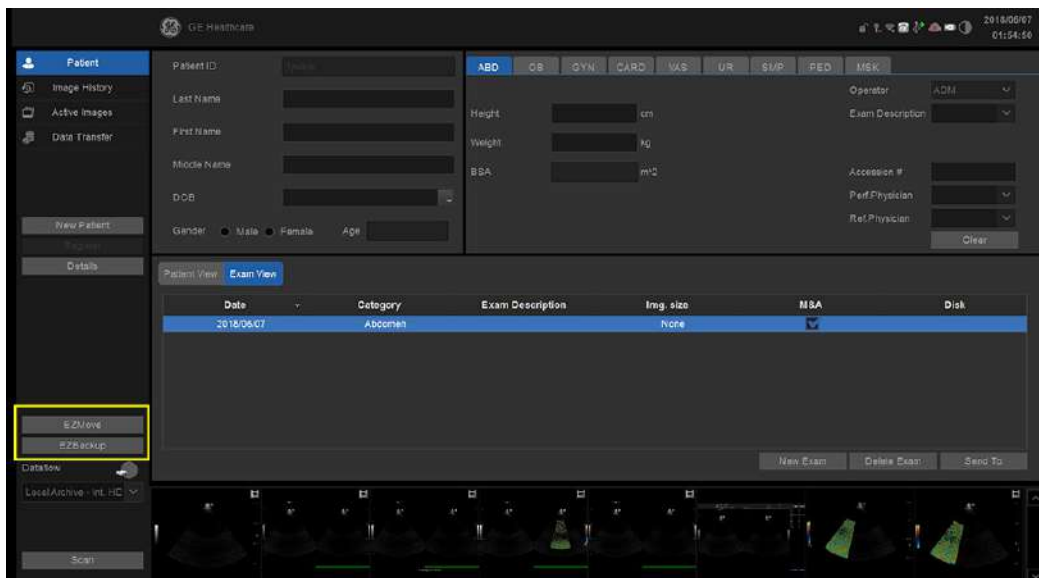 GE Healthcare
2018/06/07
01:54:50
Patient
Image History
Active Images
Data Transfer
New Patient
Register
Details
EZMove
EZBackup
Dataflow
Local Archive - Int. HD
Scan
Patient ID
Last Name
First Name
Middle Name
DOB
Gender Male Female Age
ABD OB GYN CARD VAS UR SMP PED MSK
Height cm
Weight kg
BSA m^2
Operator ADM
Exam Description
Accession #
Perf.Physician
Ref.Physician
Clear
Patient View Exam View
Date Category Exam Description Img. size M&A Disk
2018/06/07 Abdomen None
New Exam Delete Exam Send To